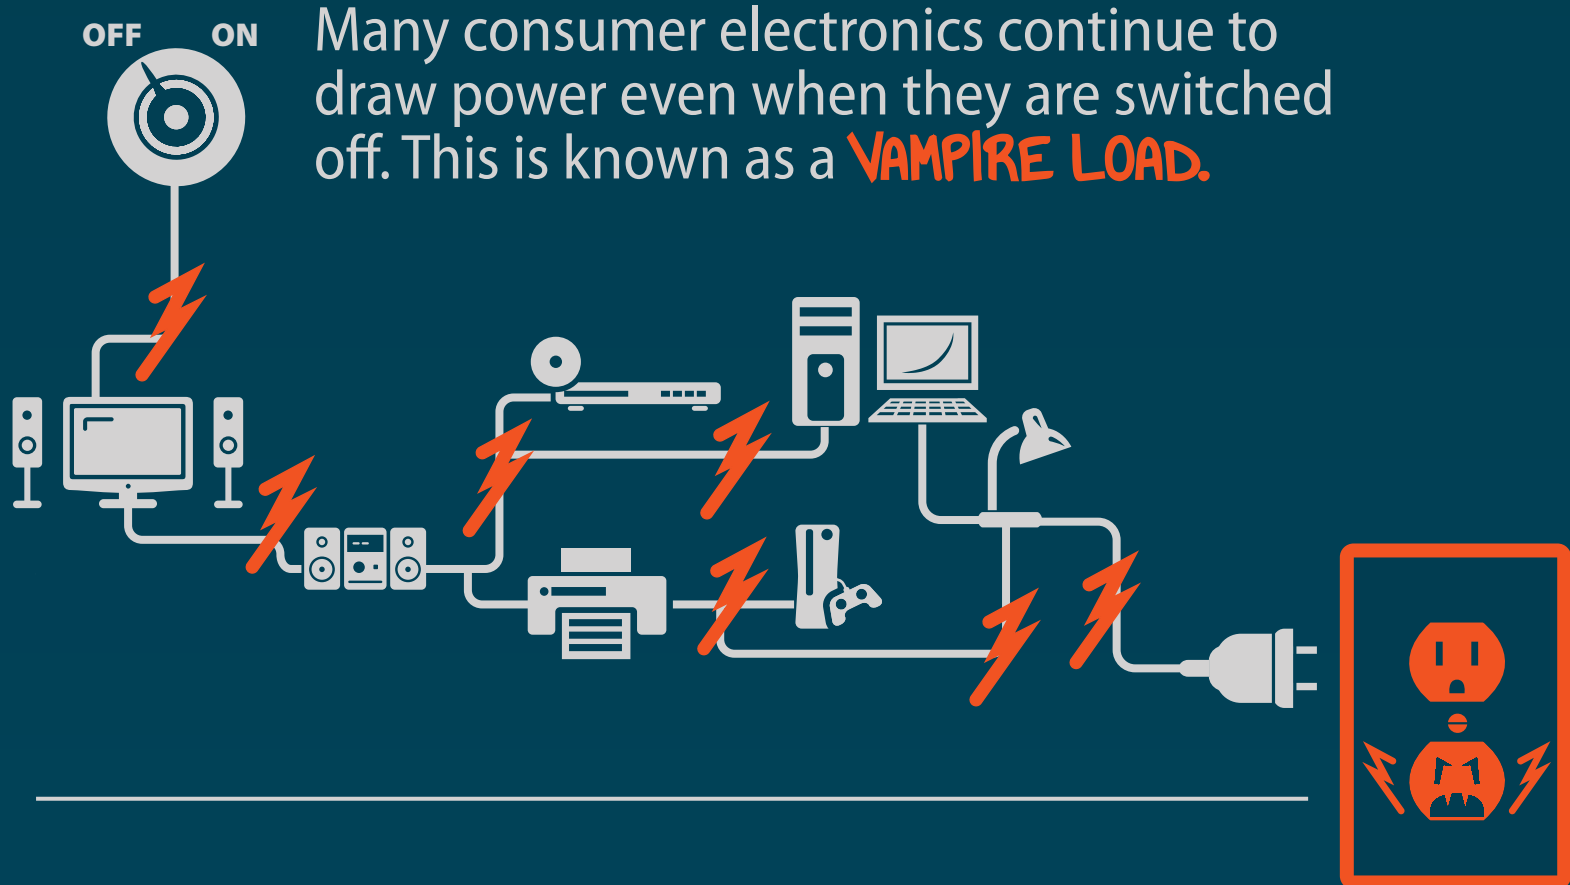 OFF ON
Many consumer electronics continue to
draw power even when they are switched
off. This is known as a VAMPIRE LOAD.